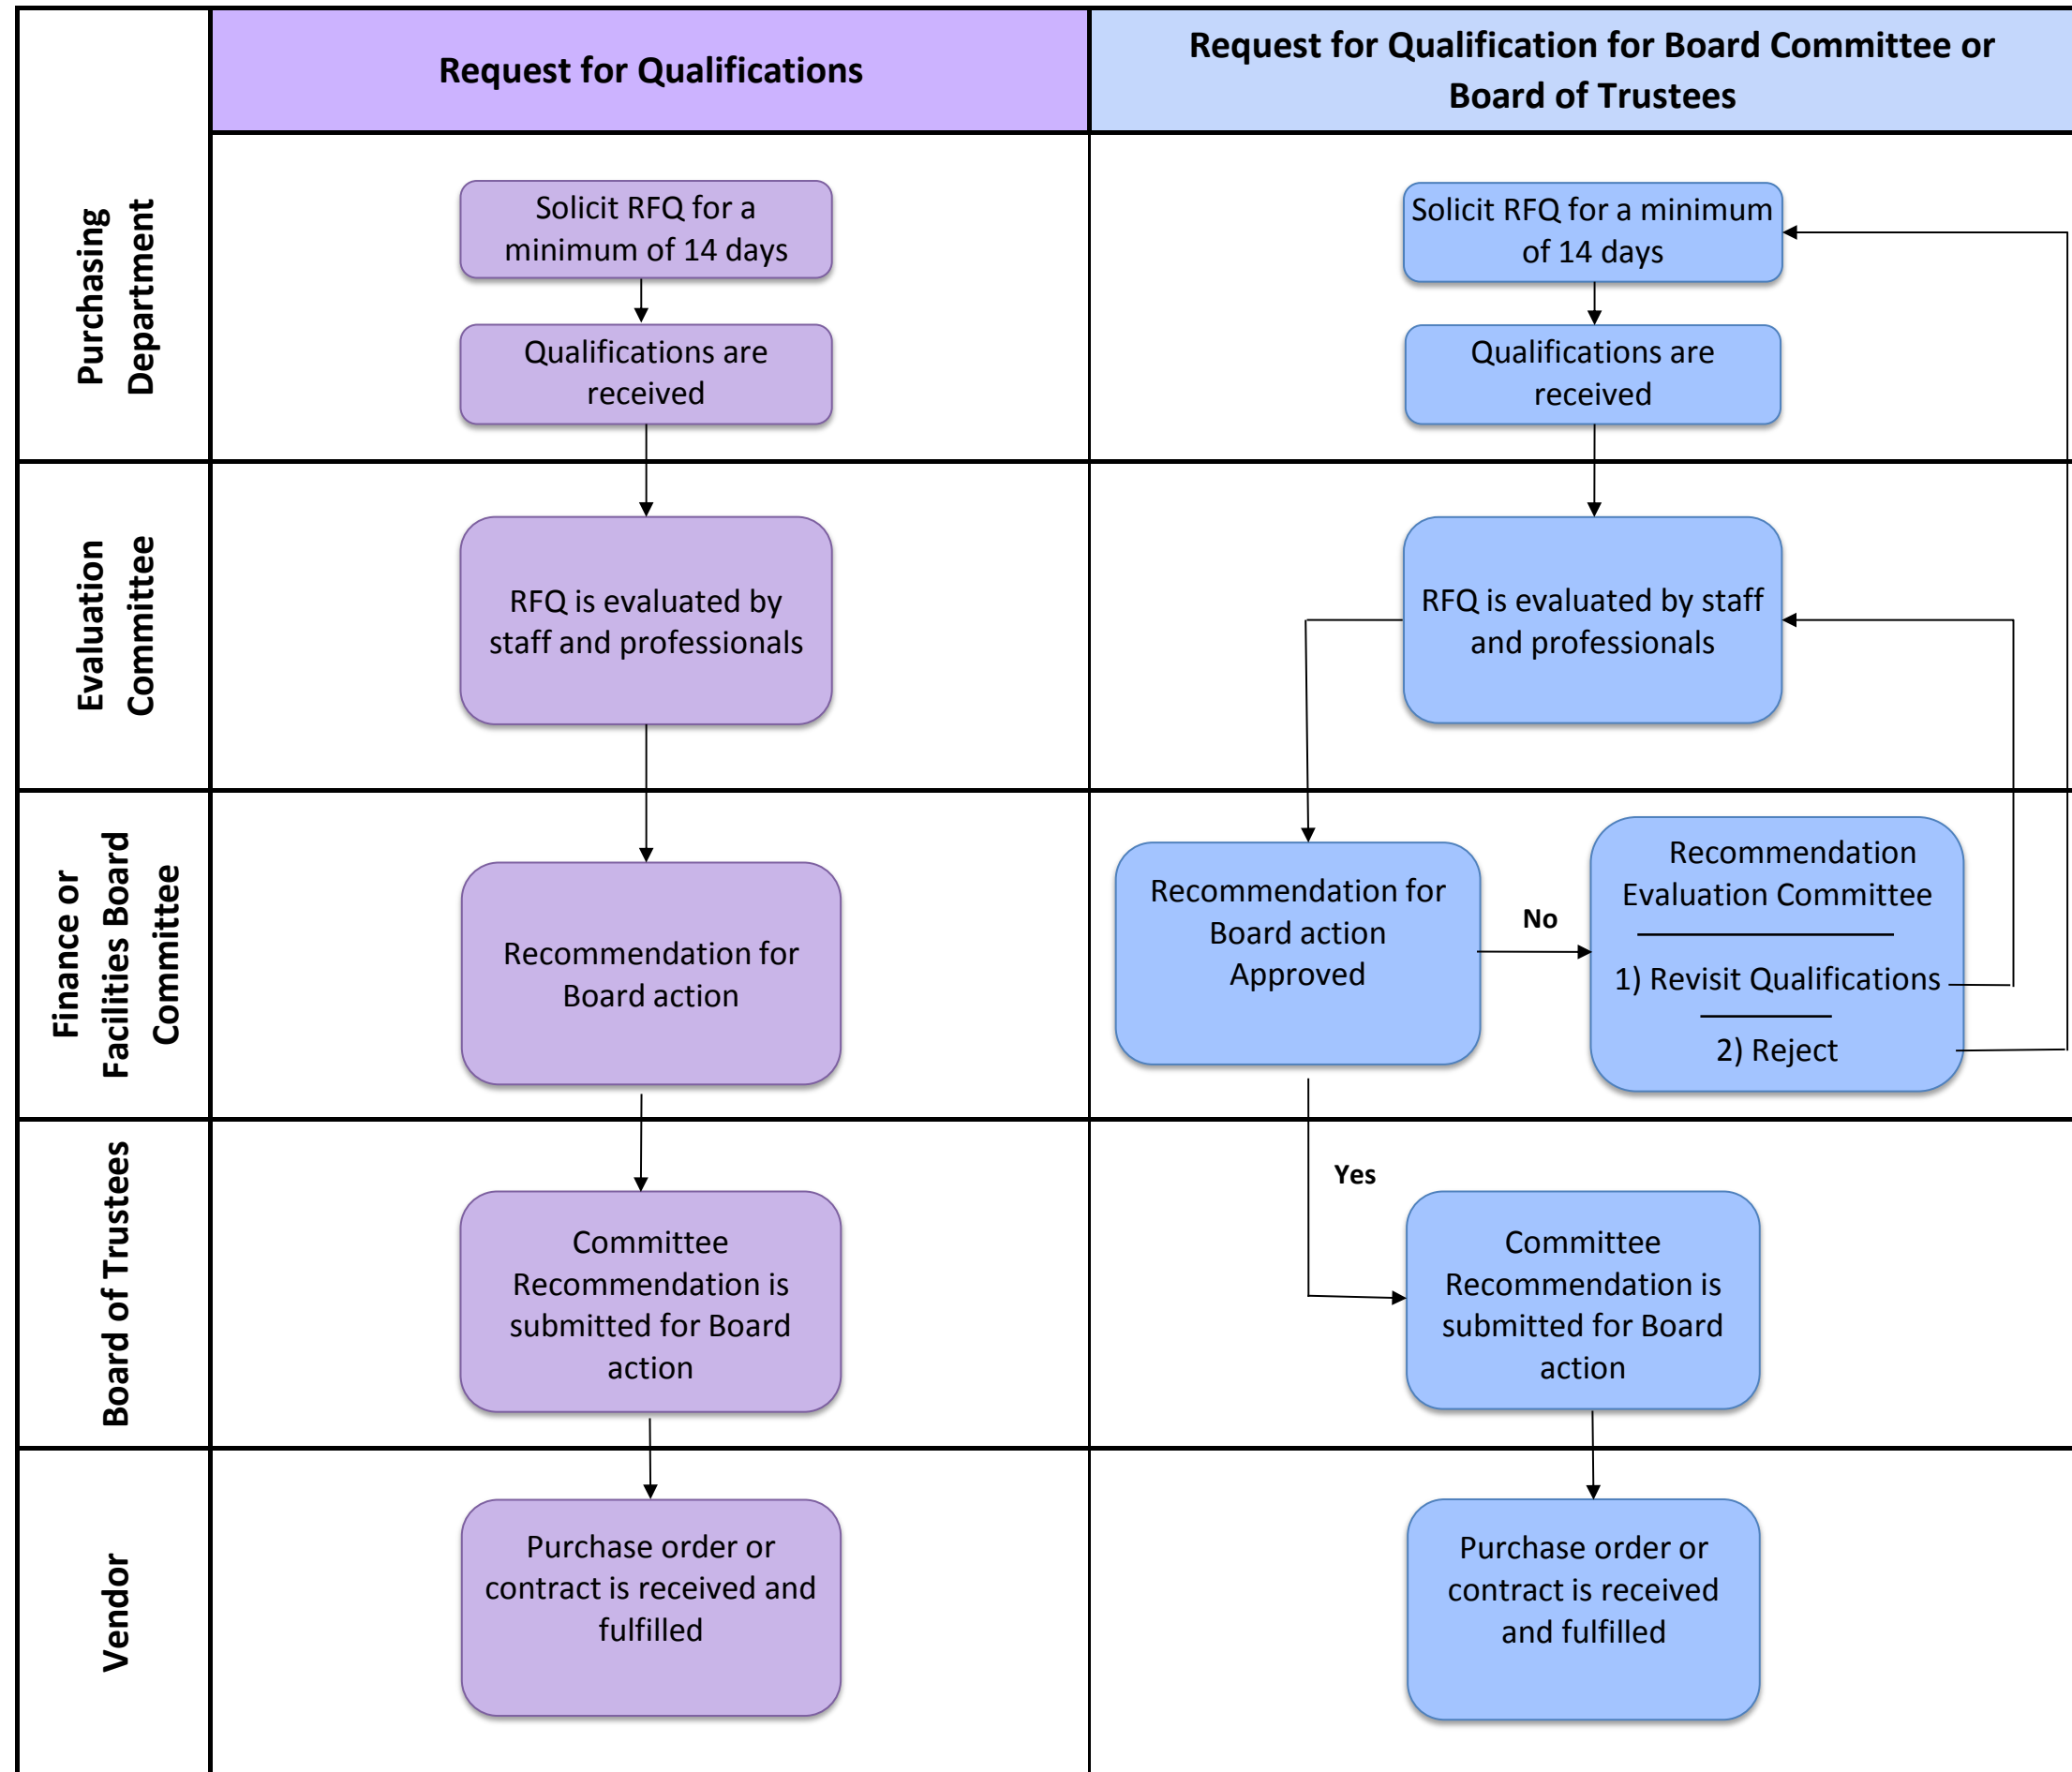 Request for Qualifications
Request for Qualification for Board Committee or
Board of Trustees
Purchasing
Department
Solicit RFQ for a
minimum of 14 days
Qualifications are
received
Solicit RFQ for a minimum
of 14 days
Qualifications are
received
Evaluation
Committee
RFQ is evaluated by
staff and professionals
RFQ is evaluated by staff
and professionals
Finance or
Facilities Board
Committee
Recommendation for
Board action
Recommendation for
Board action
Approved
No
Recommendation
Evaluation Committee
1) Revisit Qualifications
2) Reject
Board of Trustees
Committee
Recommendation is
submitted for Board
action
Yes
Committee
Recommendation is
submitted for Board
action
Vendor
Purchase order or
contract is received and
fulfilled
Purchase order or
contract is received
and fulfilled